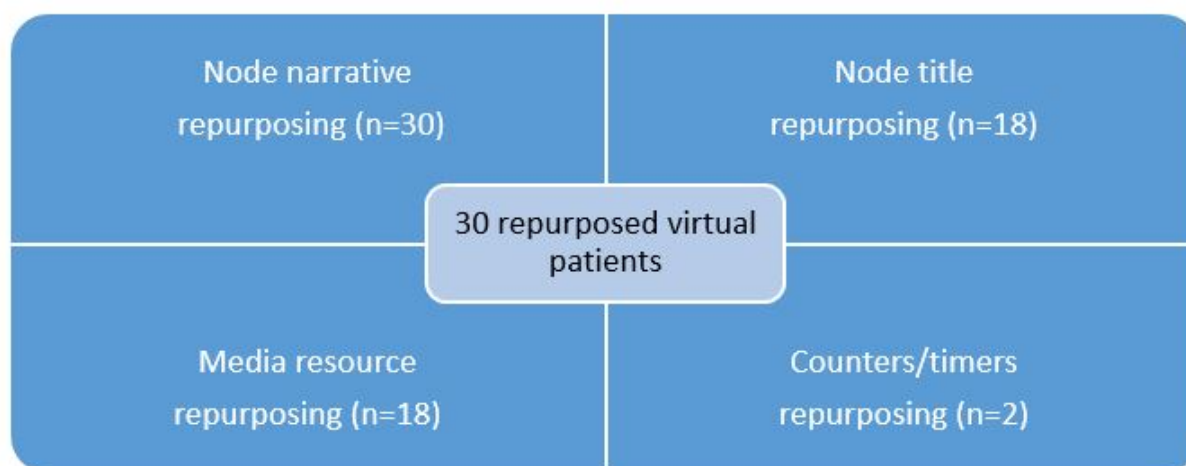 Node narrative
repurposing (n=30)
Node title
repurposing (n=18)
30 repurposed virtual
patients
Media resource
repurposing (n=18)
Counters/timers
repurposing (n=2)